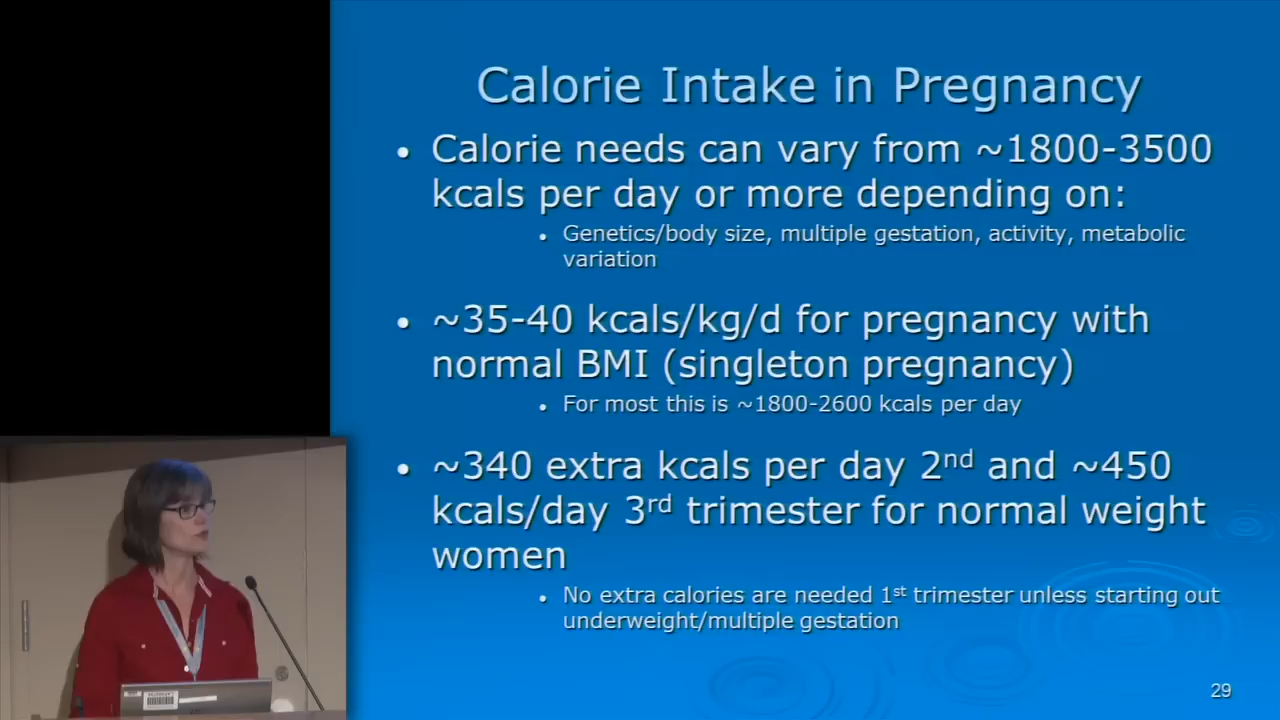 Calorie Intake in Pregnancy
• Calorie needs can vary from ~1800-3500
kcals per day or more depending on:
• Genetics/body size, multiple gestation, activity, metabolic
variation
• ~35-40 kcals/kg/d for pregnancy with
normal BMI (singleton pregnancy)
• For most this is ~1800-2600 kcals per day
• ~340 extra kcals per day 2nd and ~450
kcals/day 3rd trimester for normal weight
women
• No extra calories are needed 1st trimester unless starting out
underweight/multiple gestation
29